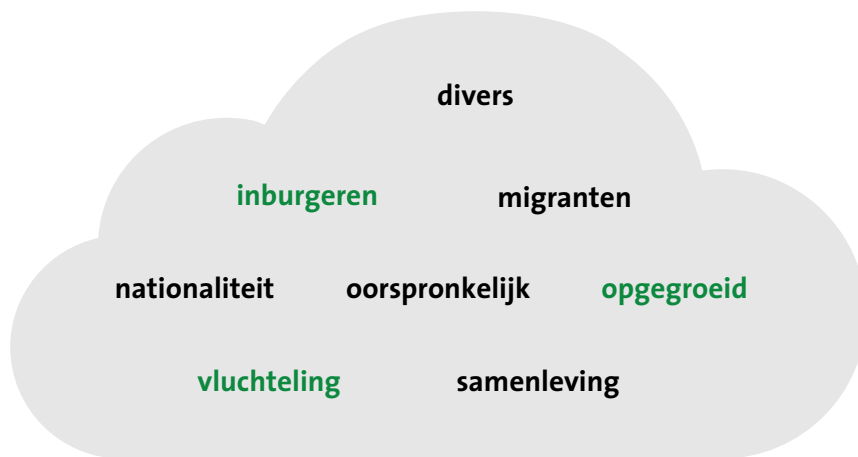 divers
inburgeren migranten
nationaliteit oorspronkelijk opgegroeid
vluchteling samenleving